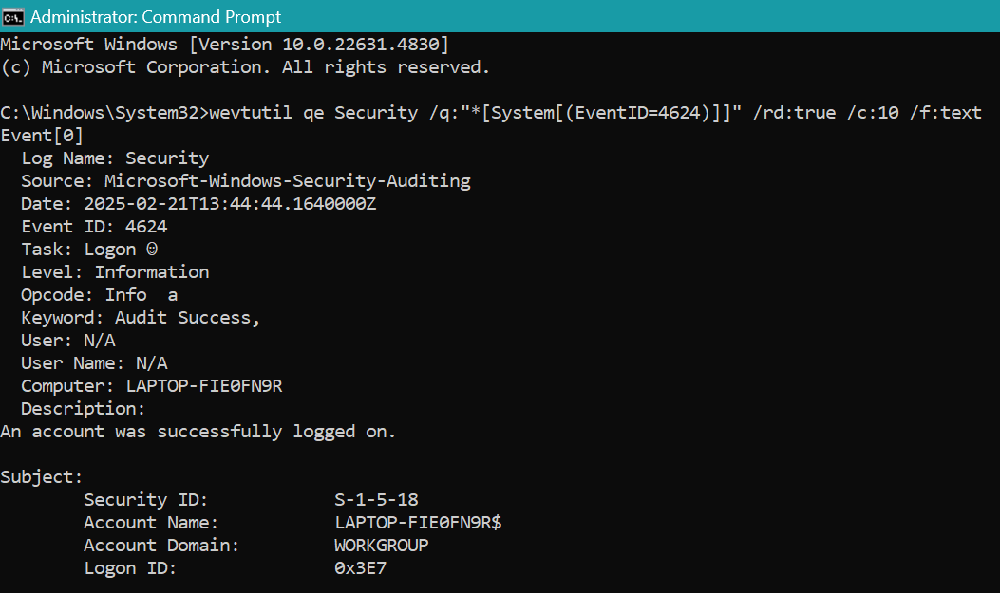 Administrator: Command Prompt
Microsoft Windows [Version 10.0.22631.4830]
(c) Microsoft Corporation. All rights reserved.
C:\Windows\System32>wevtutil qe Security /q:"*[System[(EventID=4624)]]" /rd:true /c:10 /f:text
Event[0]
  Log Name: Security
  Source: Microsoft-Windows-Security-Auditing
  Date: 2025-02-21T13:44:44.1640000Z
  Event ID: 4624
  Task: Logon ☺
  Level: Information
  Opcode: Info  a
  Keyword: Audit Success,
  User: N/A
  User Name: N/A
  Computer: LAPTOP-FIE0FN9R
  Description:
An account was successfully logged on.
Subject:
        Security ID:            S-1-5-18
        Account Name:           LAPTOP-FIE0FN9R$
        Account Domain:         WORKGROUP
        Logon ID:               0x3E7